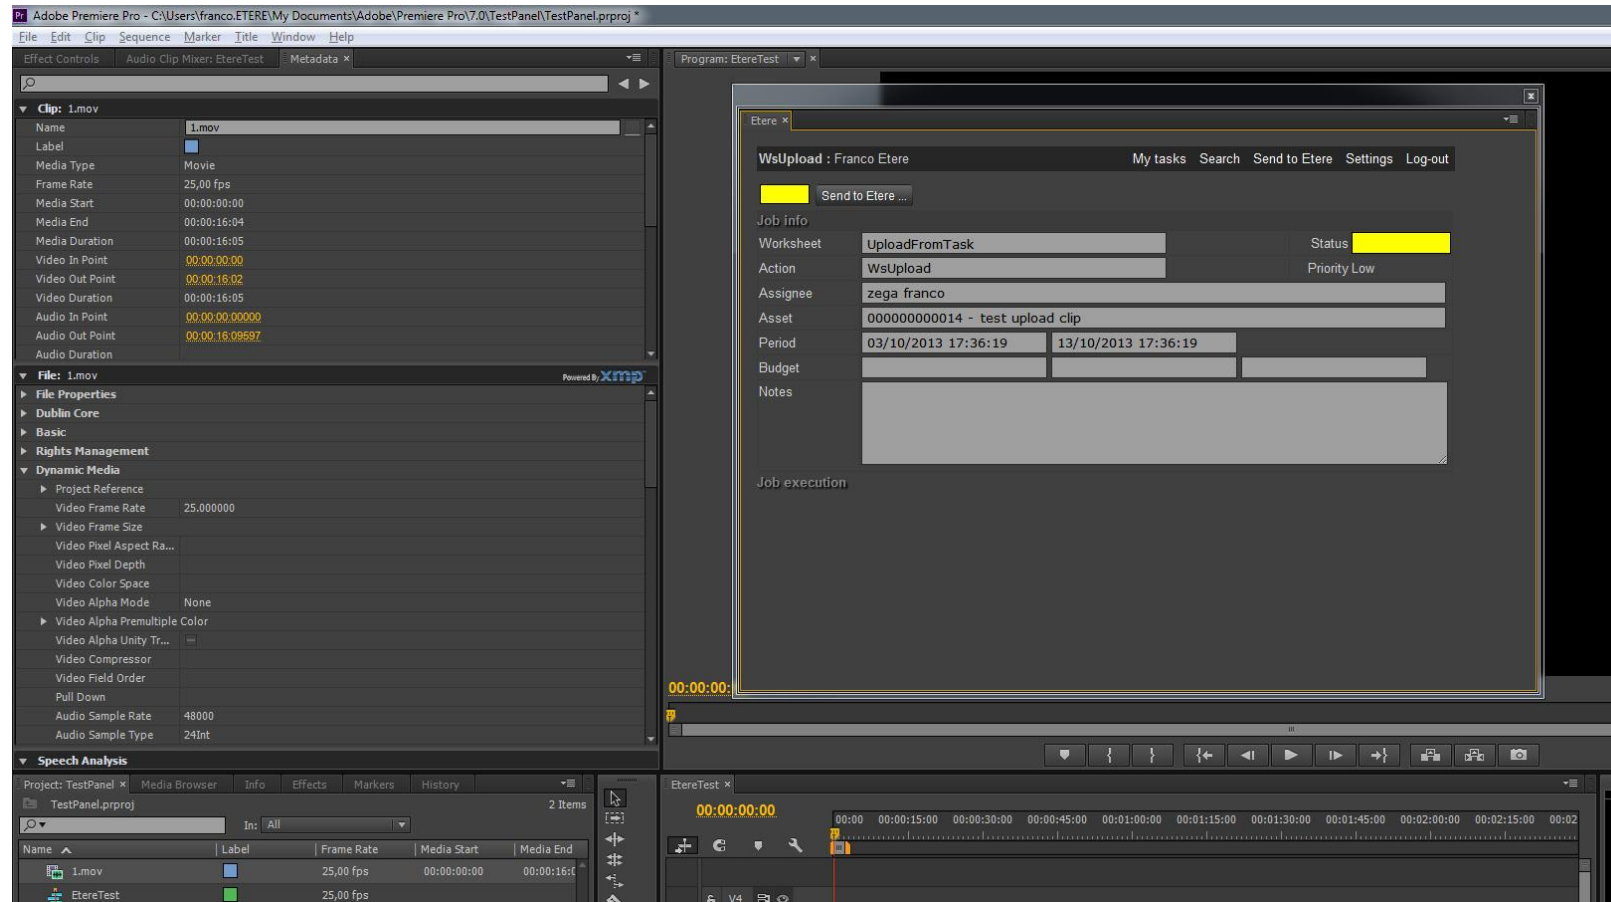 Pr Adobe Premiere Pro - C:\Users\franco.ETERE\My Documents\Adobe\Premiere Pro\7.0\TestPanel\TestPanel.prproj *
File Edit Clip Sequence Marker Title Window Help
Effect Controls Audio Clip Mixer: EtereTest Metadata ×
Clip: 1.mov
Name 1.mov
Label
Media Type Movie
Frame Rate 25,00 fps
Media Start 00:00:00:00
Media End 00:00:16:04
Media Duration 00:00:16:05
Video In Point 00:00:00:00
Video Out Point 00:00:16:02
Video Duration 00:00:16:05
Audio In Point 00:00:00:00000
Audio Out Point 00:00:16:09597
Audio Duration
File: 1.mov Powered By xmp
File Properties
Dublin Core
Basic
Rights Management
Dynamic Media
Project Reference
Video Frame Rate 25.000000
Video Frame Size
Video Pixel Aspect Ra...
Video Pixel Depth
Video Color Space
Video Alpha Mode None
Video Alpha Premultiple Color
Video Alpha Unity Tr...
Video Compressor
Video Field Order
Pull Down
Audio Sample Rate 48000
Audio Sample Type 24Int
Speech Analysis
Program: EtereTest ×
Etere ×
WsUpload : Franco Etere My tasks Search Send to Etere Settings Log-out
Send to Etere ...
Job info
Worksheet UploadFromTask Status
Action WsUpload Priority Low
Assignee zega franco
Asset 000000000014 - test upload clip
Period 03/10/2013 17:36:19 13/10/2013 17:36:19
Budget
Notes
Job execution
00:00:00:
Project: TestPanel × Media Browser Info Effects Markers History
TestPanel.prproj 2 Items
In: All
Name Label Frame Rate Media Start Media End
1.mov 25,00 fps 00:00:00:00 00:00:16:0
EtereTest 25,00 fps
EtereTest ×
00:00:00:00
00:00 00:00:15:00 00:00:30:00 00:00:45:00 00:01:00:00 00:01:15:00 00:01:30:00 00:01:45:00 00:02:00:00 00:02:15:00 00:02
V4